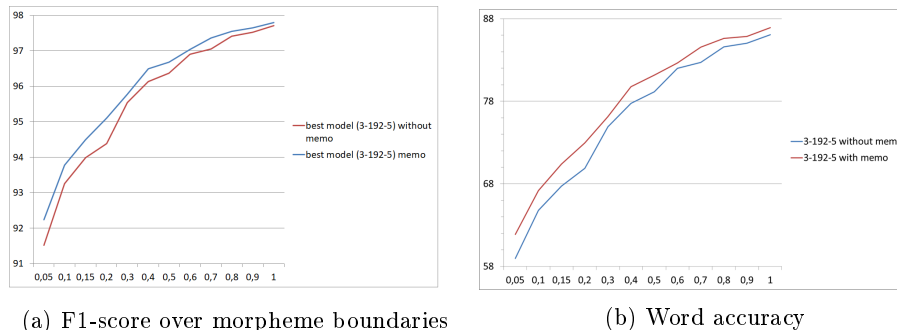 98
97
96
95
94
93
92
91
0,05 0,1 0,15 0,2 0,3 0,4 0,5 0,6 0,7 0,8 0,9 1
best model (3-192-5) without
memo
best model (3-192-5) memo
(a) F1-score over morpheme boundaries
88
78
68
58
0,05 0,1 0,15 0,2 0,3 0,4 0,5 0,6 0,7 0,8 0,9 1
3-192-5 without mem
3-192-5 with memo
(b) Word accuracy